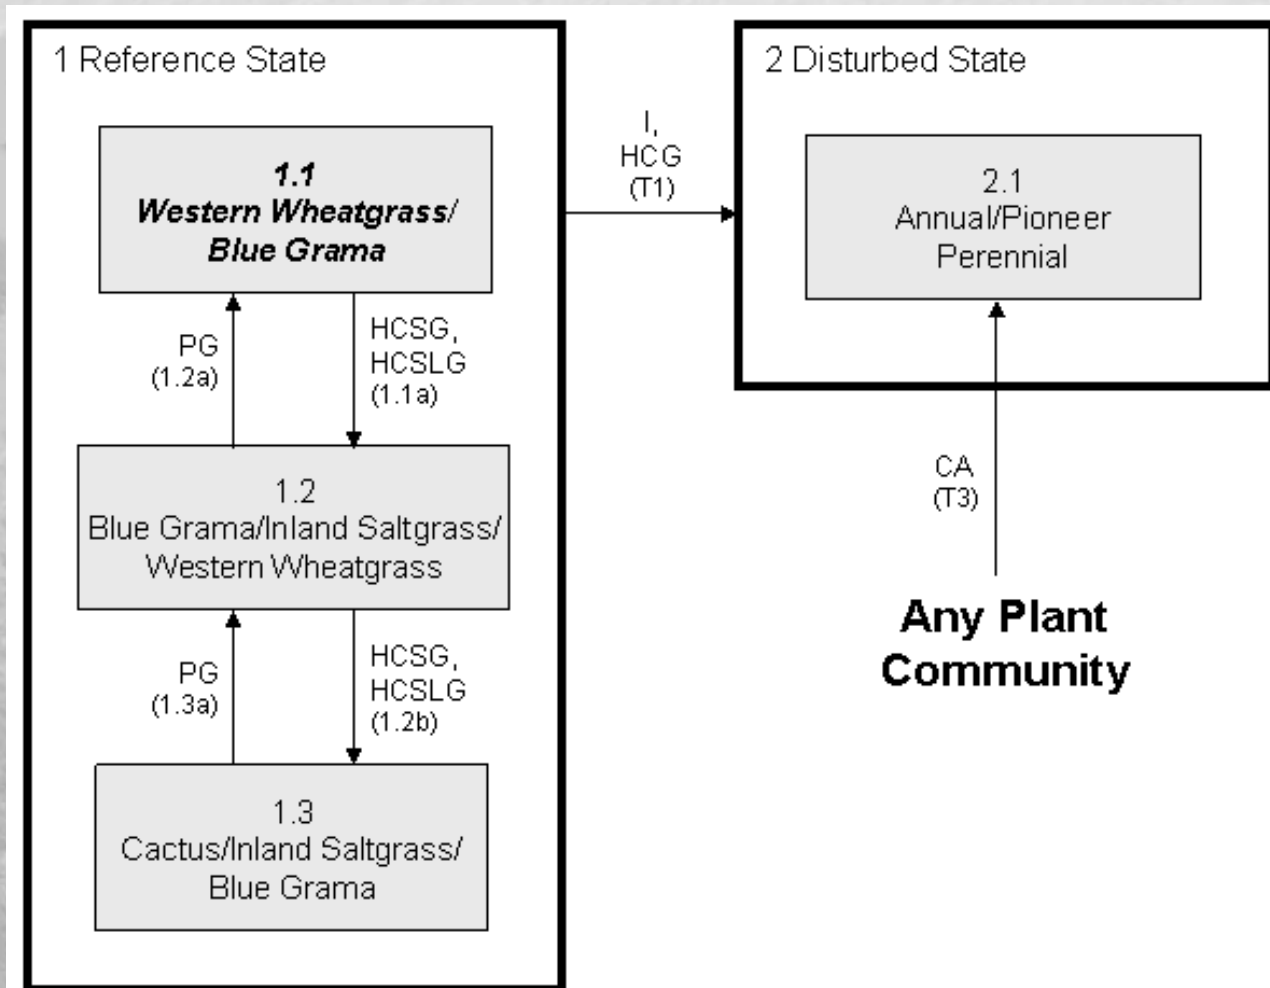 1 Reference State
1.1
Western Wheatgrass/
Blue Grama
PG
(1.2a)
HCSG,
HCSLG
(1.1a)
1.2
Blue Grama/Inland Saltgrass/
Western Wheatgrass
PG
(1.3a)
HCSG,
HCSLG
(1.2b)
1.3
Cactus/Inland Saltgrass/
Blue Grama
I,
HCG
(T1)
2 Disturbed State
2.1
Annual/Pioneer
Perennial
CA
(T3)
Any Plant
Community